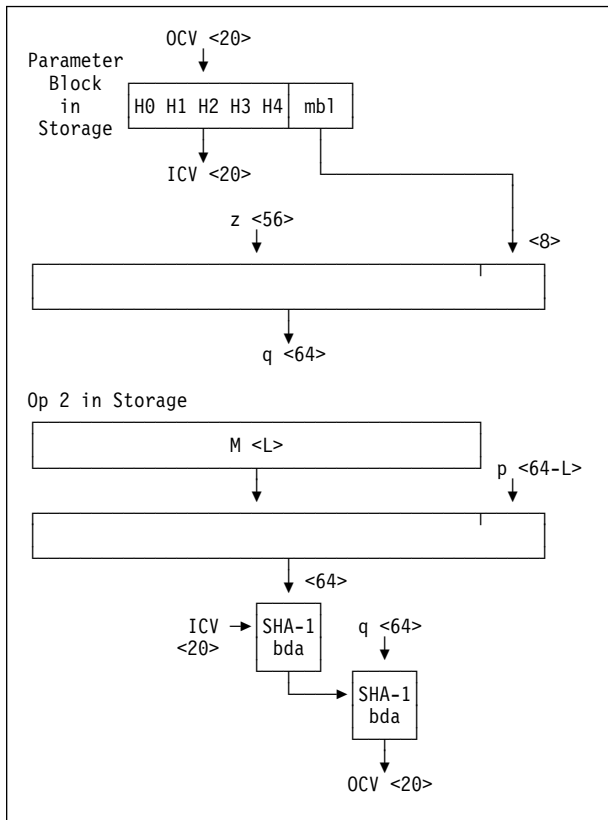 OCV <20>
Parameter
Block
in
Storage
H0 H1 H2 H3 H4 mbl
ICV <20>
z <56>
<8>
q <64>
Op 2 in Storage
M <L>
p <64-L>
<64>
ICV
<20>
SHA-1
bda
q <64>
SHA-1
bda
OCV <20>